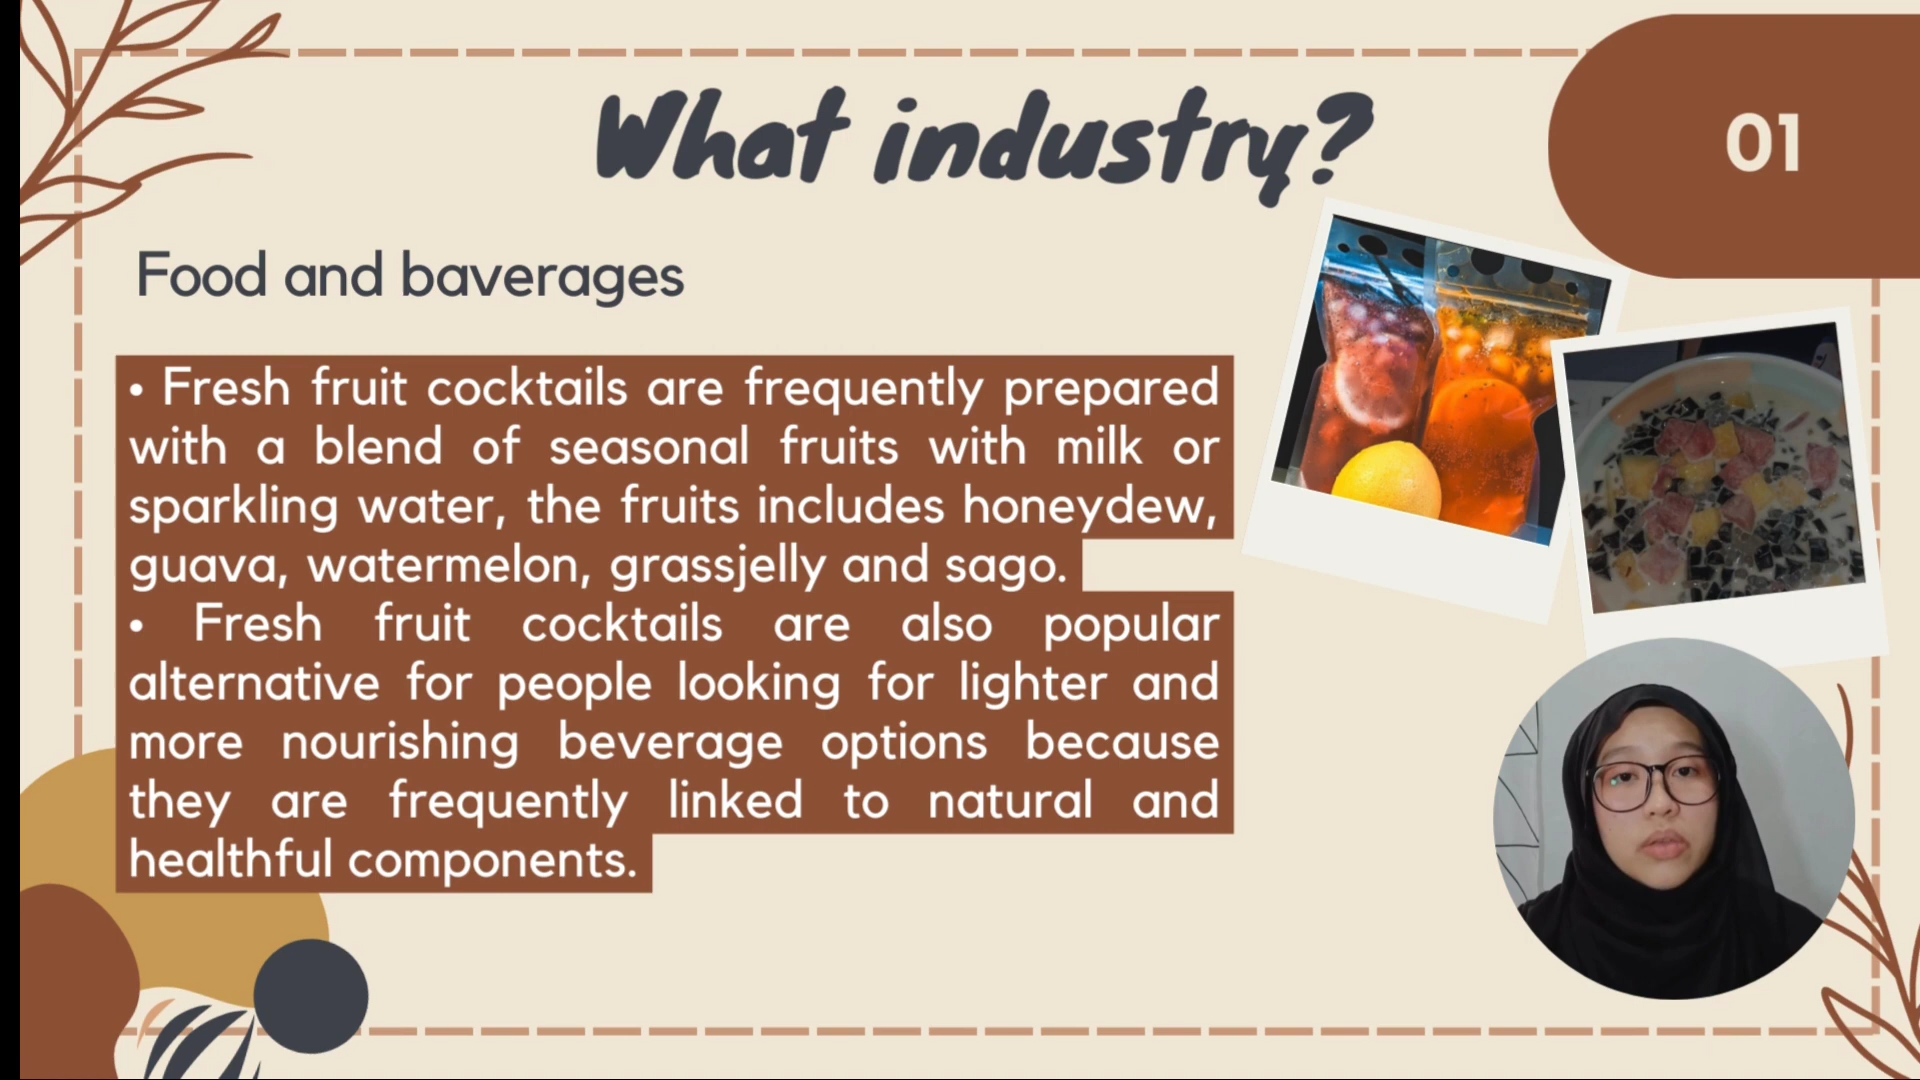 What industry?
01
Food and baverages
• Fresh fruit cocktails are frequently prepared
with a blend of seasonal fruits with milk or
sparkling water, the fruits includes honeydew,
guava, watermelon, grassjelly and sago.
• Fresh fruit cocktails are also popular
alternative for people looking for lighter and
more nourishing beverage options because
they are frequently linked to natural and
healthful components.